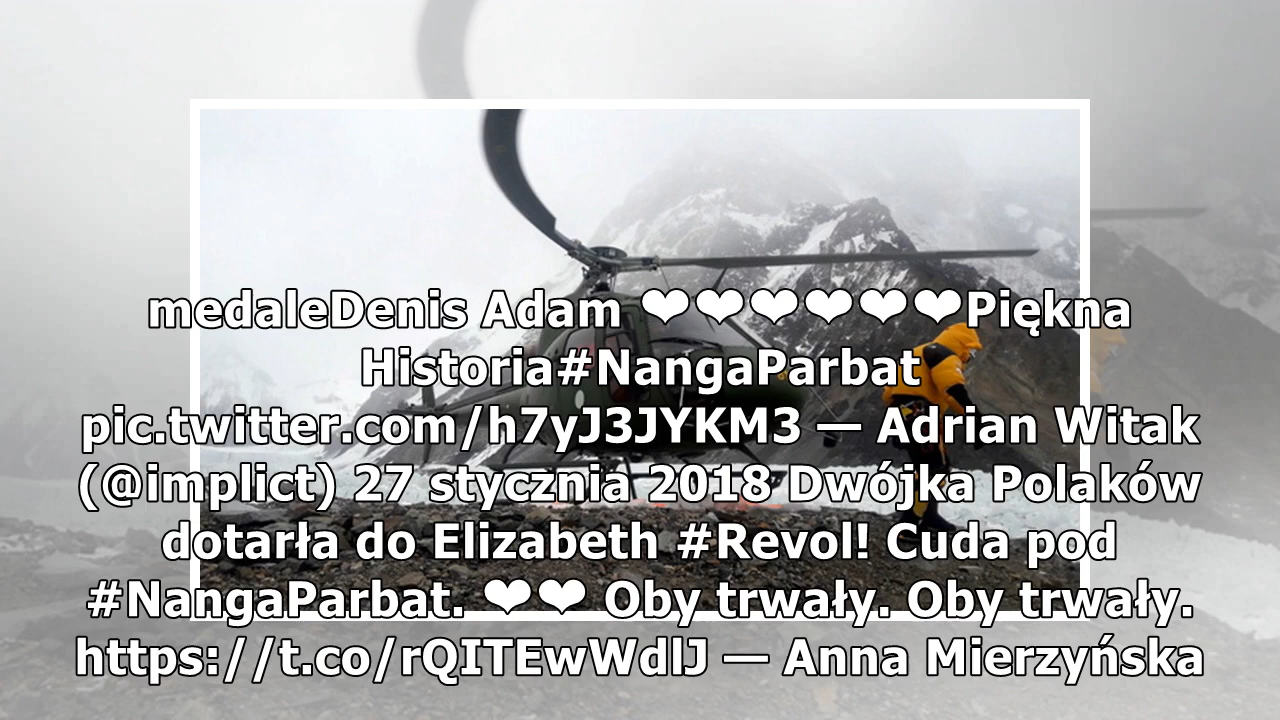 medaleDenis Adam ❤❤❤❤❤❤Piękna
Historia#NangaParbat
pic.twitter.com/h7yJ3JYKM3 — Adrian Witak
(@implict) 27 stycznia 2018 Dwójka Polaków
dotarła do Elizabeth #Revol! Cuda pod
#NangaParbat. ❤❤ Oby trwały. Oby trwały.
https://t.co/rQITEwWdlJ — Anna Mierzyńska